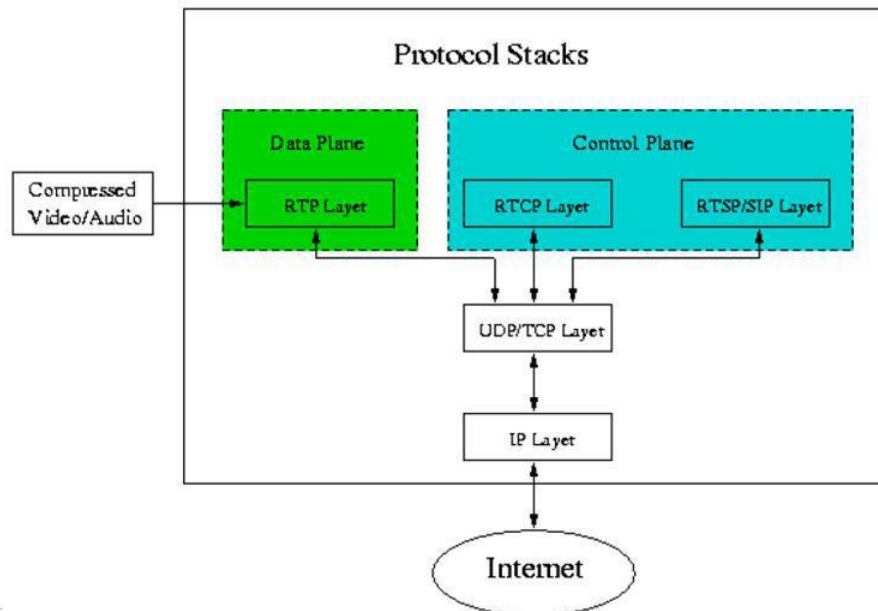 Protocol Stacks
Data Plane
Control Plane
Compressed
Video/Audio
RTP Layer
RTCP Layer
RTSP/SIP Layer
UDP/TCP Layer
IP Layer
Internet